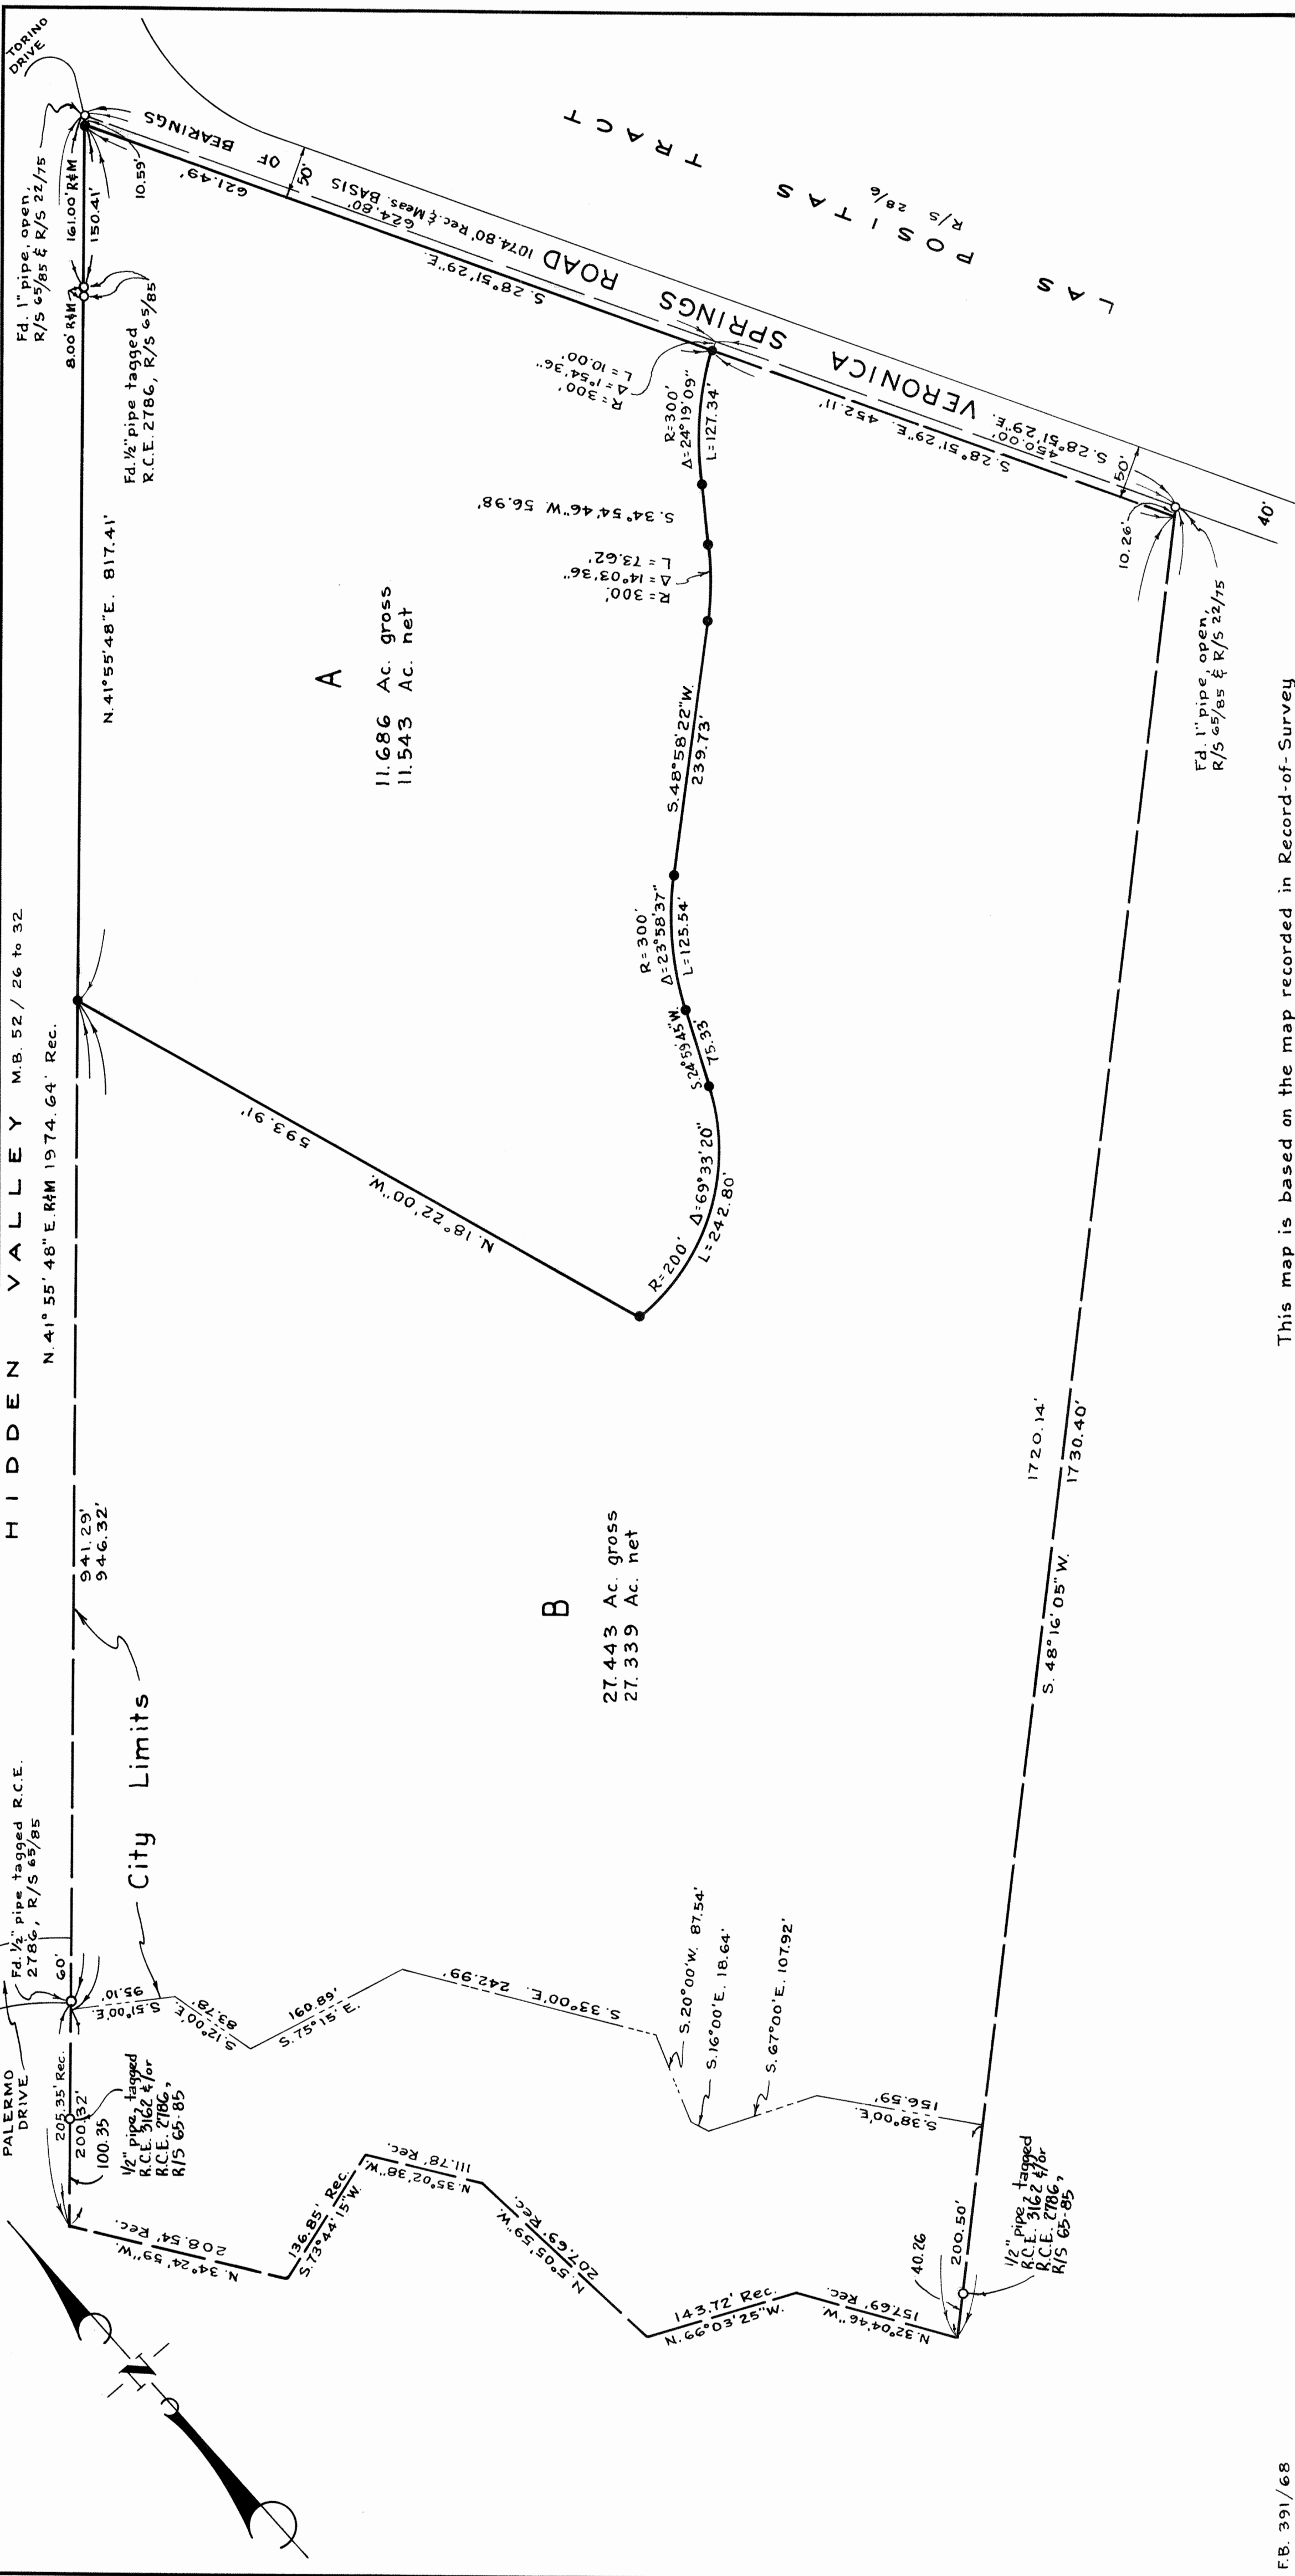 TORINO
DRIVE
Fd. 1" pipe, open,
R/S 65/85 & R/S 22/75
161.00' R&M
150.41'
10.59'
8.00' R&M
Fd. 1/2" pipe tagged
R.C.E. 2786, R/S 65/85
N. 41° 55' 48" E. 817.41'
HIDDEN VALLEY M.B. 52 / 26 to 32
N. 41° 55' 48" E. R&M 1974.64' Rec.
941.29'
946.32'
City Limits
Fd. 1/2" pipe tagged R.C.E.
2786, R/S 65/85
60'
PALERMO
DRIVE
205.35' Rec.
200.32'
100.35
1/2" pipe, tagged
R.C.E. 3162 &/or
R.C.E. 2786,
R/S 65-85
621.49'
S. 28° 51' 29" E.
624.80'
1074.80' Rec. & Meas. BASIS OF BEARINGS
50'
VERONICA SPRINGS ROAD
LAS POSITAS TRACT
R/S 28/6
S. 28° 51' 29" E. 452.11'
450.00'
S. 28° 51' 29" E.
50'
40'
10.26'
Fd. 1" pipe, open,
R/S 65/85 & R/S 22/75
A
11.686 Ac. gross
11.543 Ac. net
R = 300'
Δ = 1° 54' 36"
L = 10.00'
R = 300'
Δ = 24° 19' 09"
L = 127.34'
S. 34° 54' 46" W. 56.98'
R = 300'
Δ = 14° 03' 36"
L = 73.62'
S. 48° 58' 22" W.
239.73'
R = 300'
Δ = 23° 58' 37"
L = 125.54'
S. 24° 59' 45" W.
75.33'
R = 200' Δ = 69° 33' 20"
L = 242.80'
N. 18° 22' 00" W. 593.91'
B
27.443 Ac. gross
27.339 Ac. net
1720.14'
1730.40'
S. 48° 16' 05" W.
S. 51° 00' E.
95.10'
S. 12° 00' E.
83.78'
160.89'
S. 75° 15' E.
S. 33° 00' E. 242.99'
S. 20° 00' W. 87.54'
S. 16° 00' E. 18.64'
S. 67° 00' E. 107.92'
S. 38° 00' E.
156.59'
N. 34° 24' 59" W.
208.54' Rec.
136.85' Rec.
S. 73° 44' 15" W.
N. 35° 02' 38" W.
111.78' Rec.
N. 5° 05' 59" W.
207.69' Rec.
143.72' Rec.
N. 66° 03' 25" W.
N. 32° 04' 46" W.
157.69' Rec.
40.26
200.50'
1/2" pipe, tagged
R.C.E. 3162 &/or
R.C.E. 2786,
R/S 65-85
N
This map is based on the map recorded in Record-of-Survey
F.B. 391/68